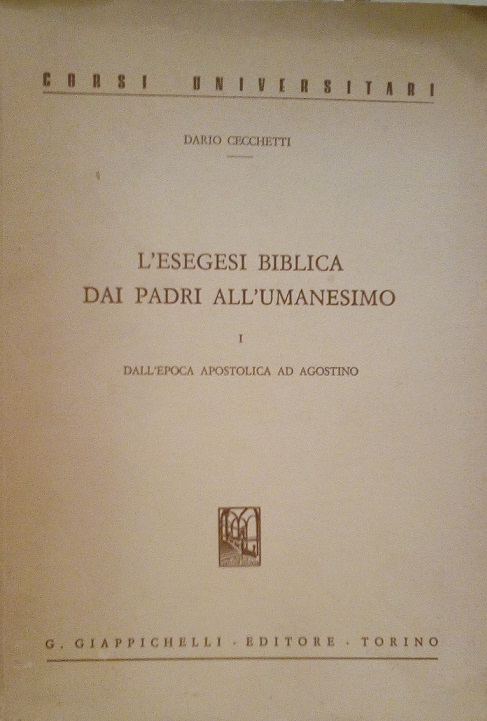 CORSI UNIVERSITARI
DARIO CECCHETTI
L'ESEGESI BIBLICA
DAI PADRI ALL'UMANESIMO
I
DALL'EPOCA APOSTOLICA AD AGOSTINO
G. GIAPPICHELLI - EDITORE - TORINO